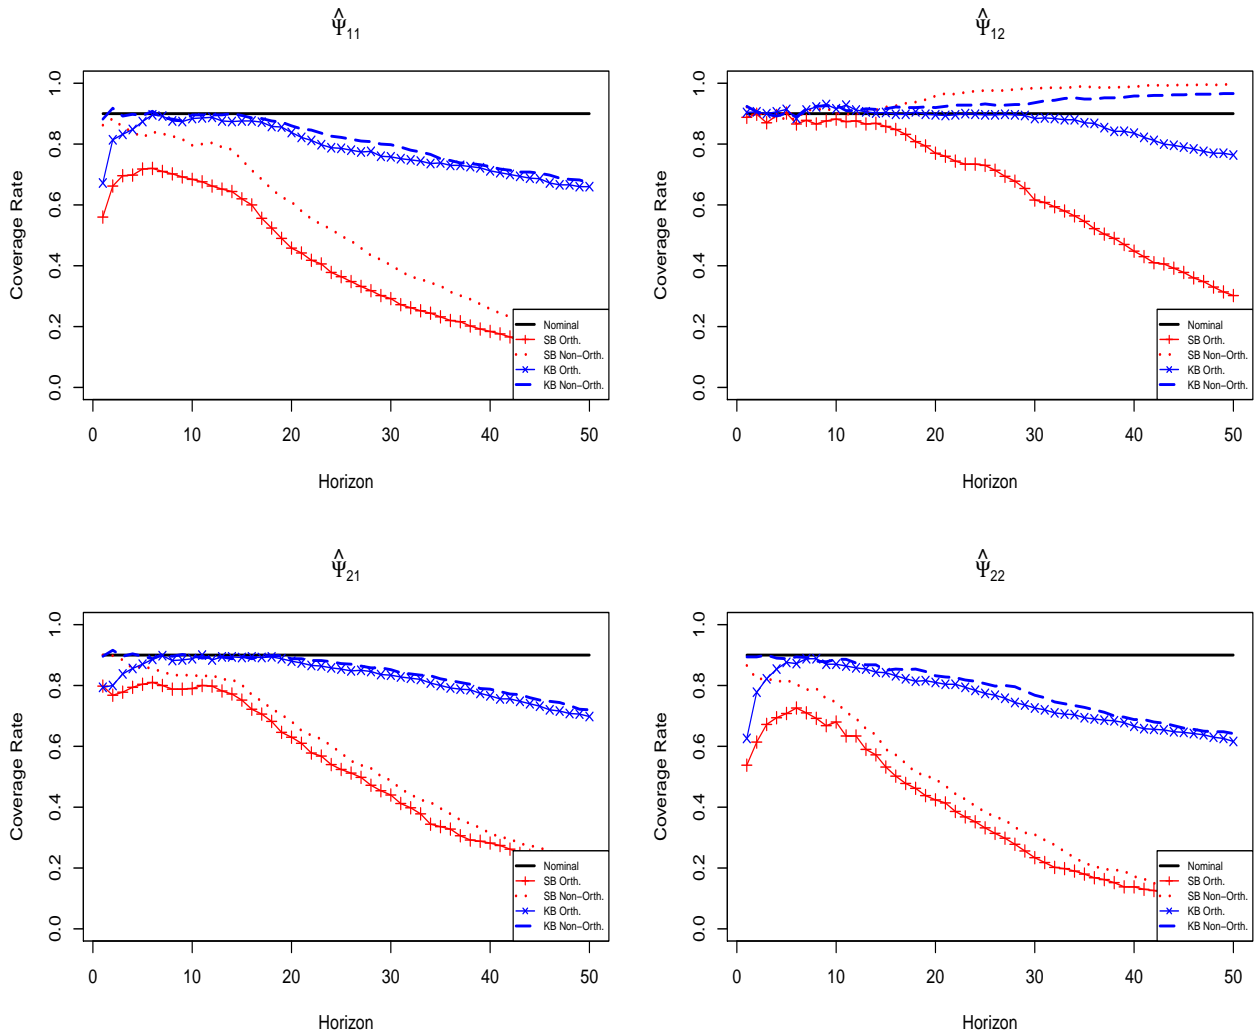 Ψ̂11
Coverage Rate
1.0
0.8
0.6
0.4
0.2
0.0
Nominal
SB Orth.
SB Non−Orth.
KB Orth.
KB Non−Orth.
0 10 20 30 40 50
Horizon
Ψ̂12
Coverage Rate
1.0
0.8
0.6
0.4
0.2
0.0
Nominal
SB Orth.
SB Non−Orth.
KB Orth.
KB Non−Orth.
0 10 20 30 40 50
Horizon
Ψ̂21
Coverage Rate
1.0
0.8
0.6
0.4
0.2
0.0
Nominal
SB Orth.
SB Non−Orth.
KB Orth.
KB Non−Orth.
0 10 20 30 40 50
Horizon
Ψ̂22
Coverage Rate
1.0
0.8
0.6
0.4
0.2
0.0
Nominal
SB Orth.
SB Non−Orth.
KB Orth.
KB Non−Orth.
0 10 20 30 40 50
Horizon